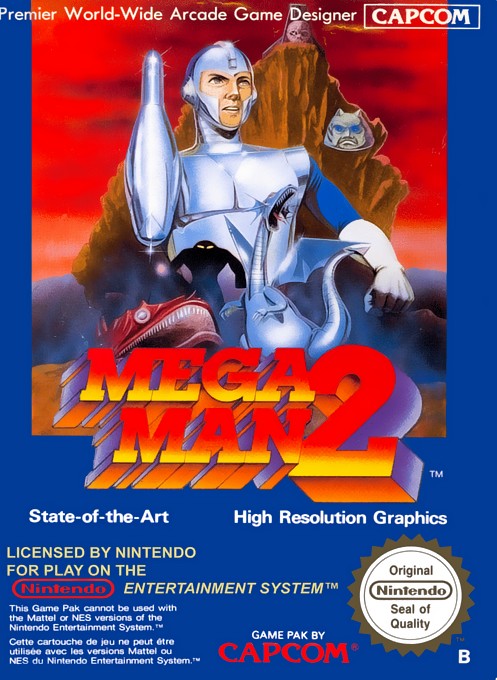 Premier World-Wide Arcade Game Designer CAPCOM
MEGA
MAN 2
TM
State-of-the-Art High Resolution Graphics
LICENSED BY NINTENDO
FOR PLAY ON THE
Nintendo ENTERTAINMENT SYSTEM™
This Game Pak cannot be used with
the Mattel or NES versions of the
Nintendo Entertainment System.™
Cette cartouche de jeu ne peut être
utilisée avec les versions Mattel ou
NES du Nintendo Entertainment System.™
GAME PAK BY
CAPCOM®
Original
Nintendo
Seal of
Quality
TM
B